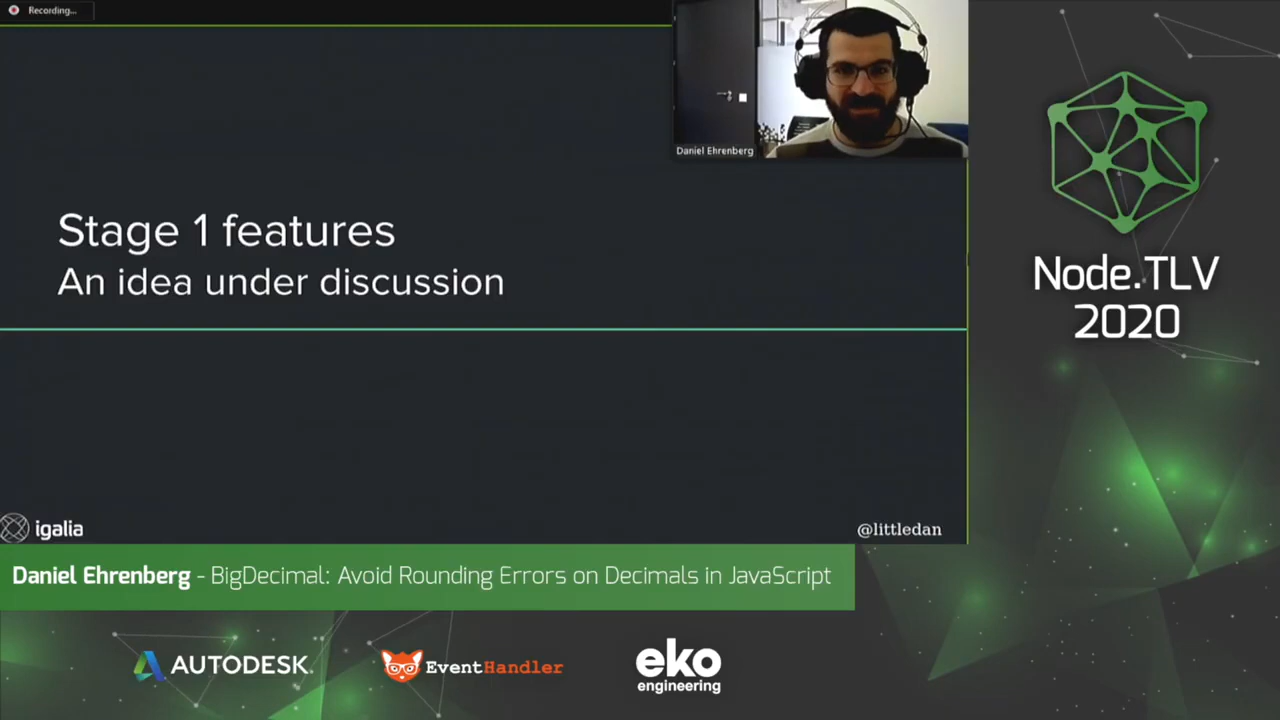 Recording...
Daniel Ehrenberg
Stage 1 features
An idea under discussion
igalia
@littledan
Node.TLV
2020
Daniel Ehrenberg - BigDecimal: Avoid Rounding Errors on Decimals in JavaScript
AUTODESK.
EventHandler
eko
engineering